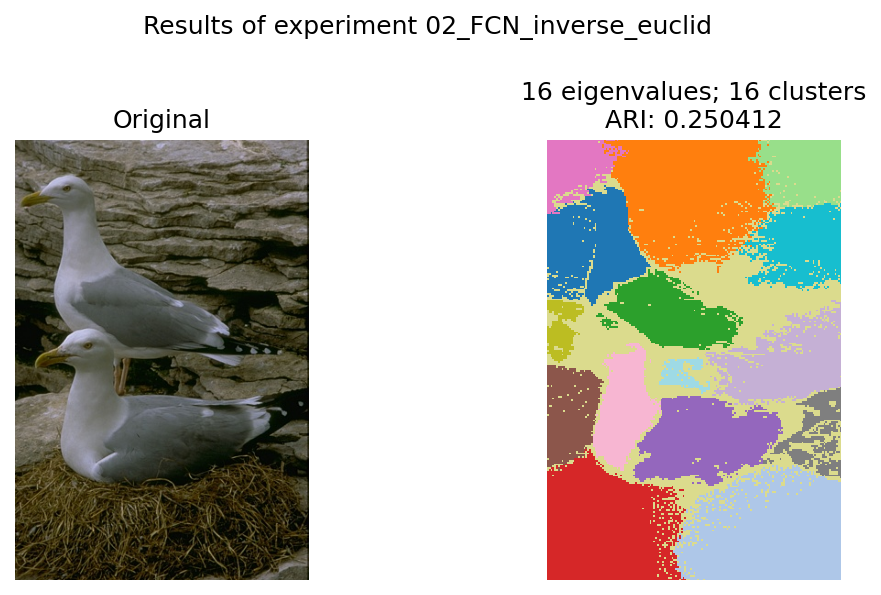 Results of experiment 02_FCN_inverse_euclid
Original
16 eigenvalues; 16 clusters
ARI: 0.250412